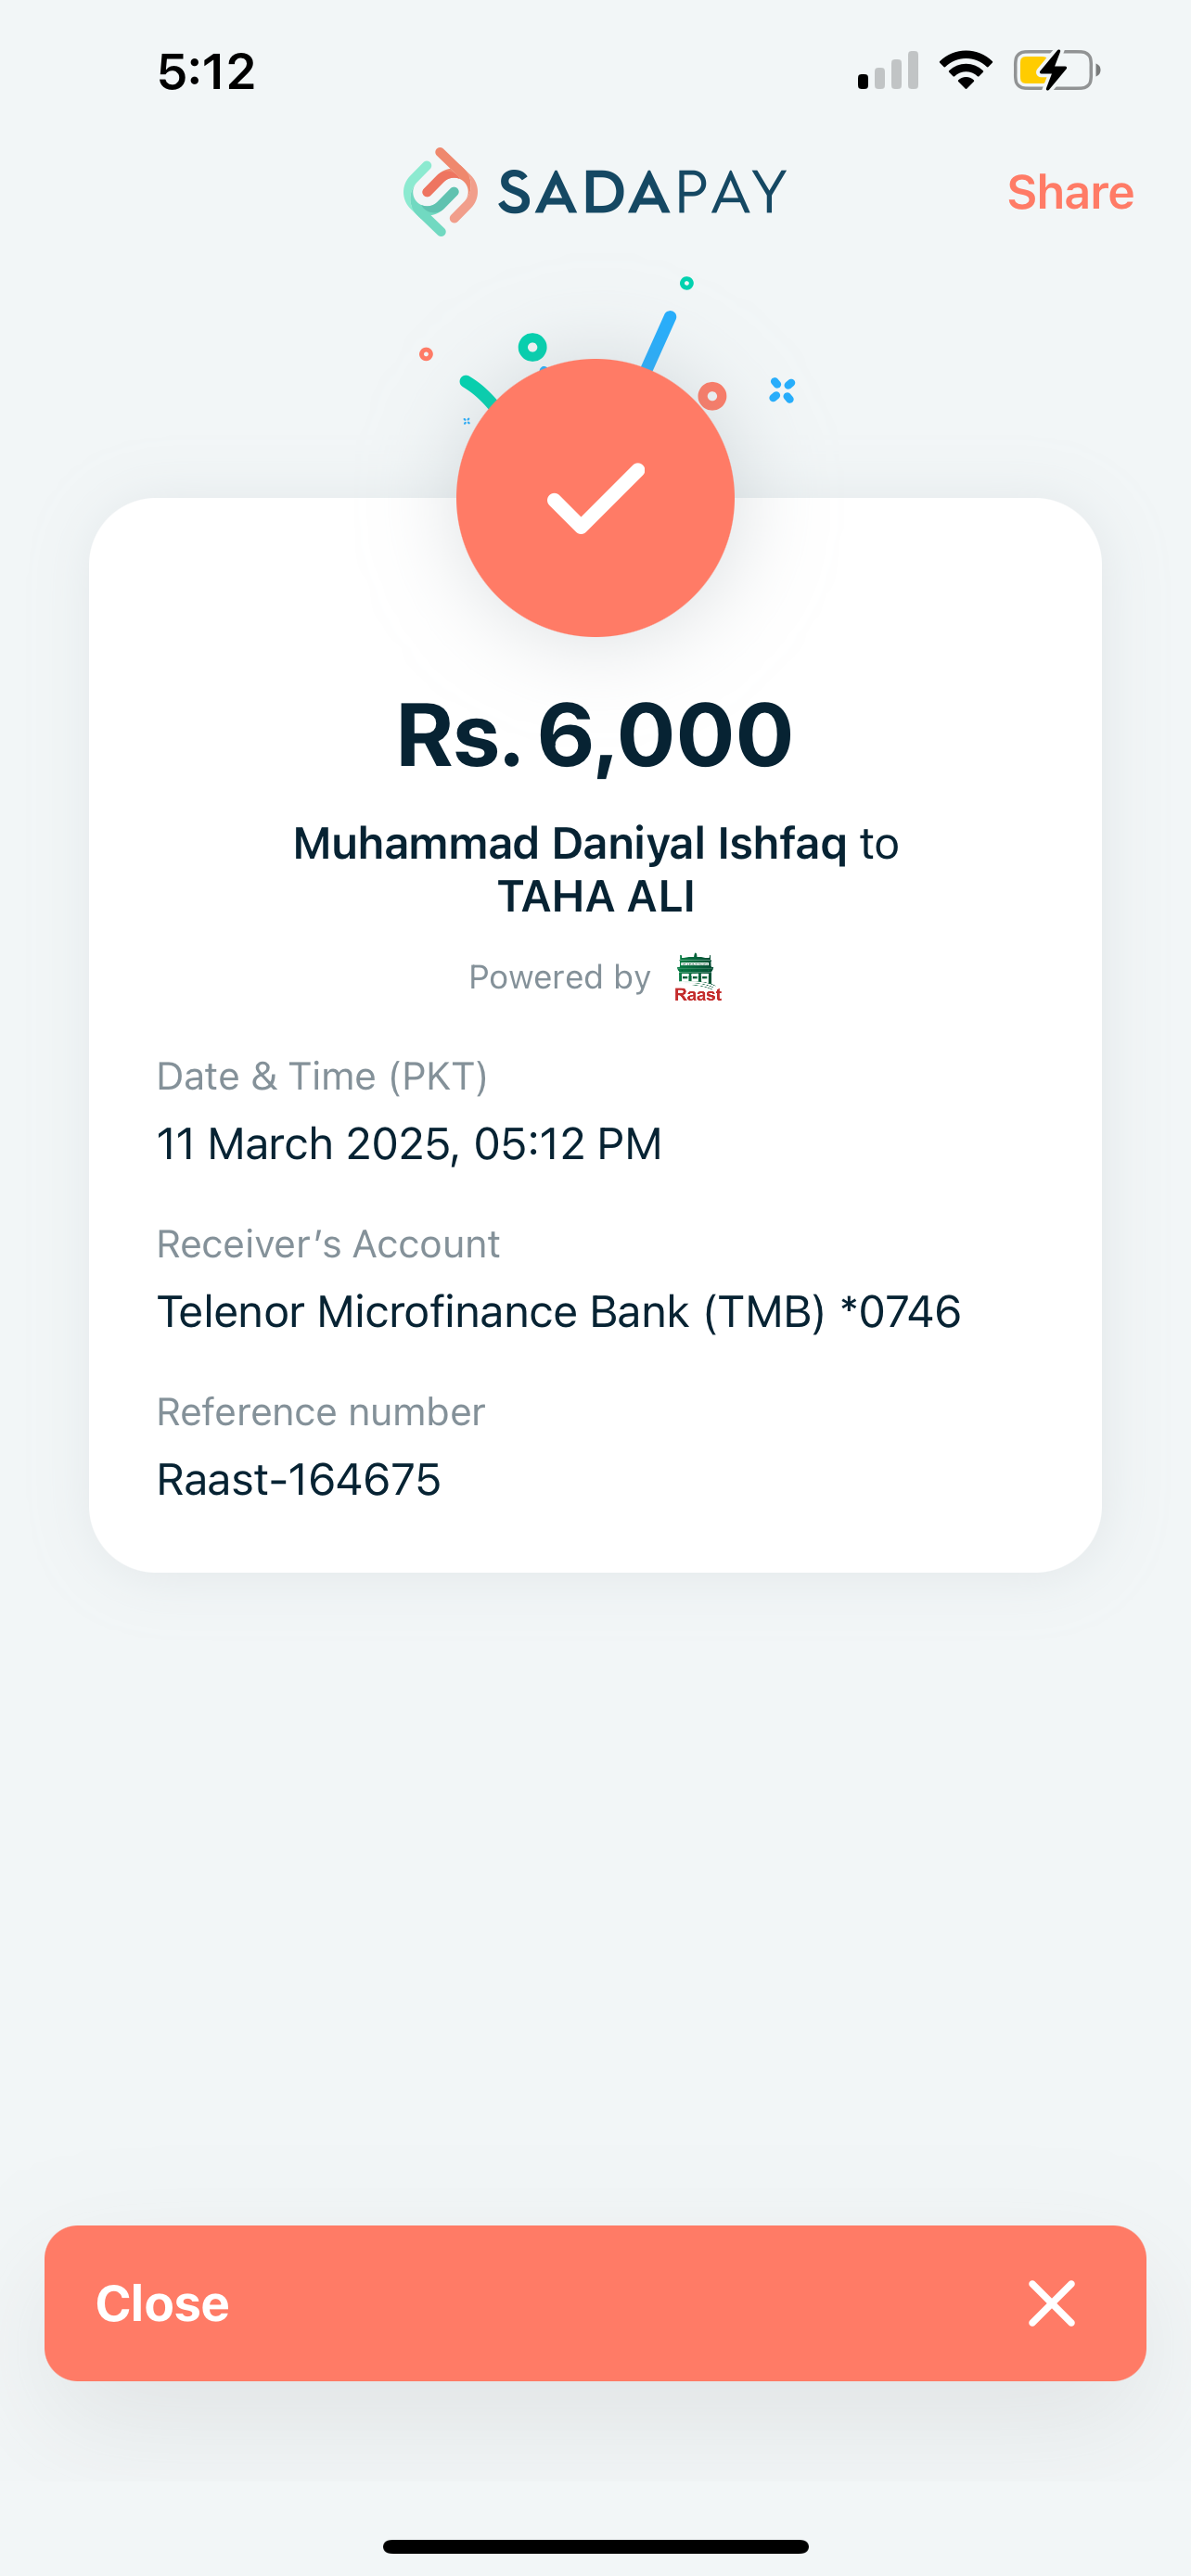 5:12
SADAPAY
Share
Rs. 6,000
Muhammad Daniyal Ishfaq to
TAHA ALI
Powered by Raast
Date & Time (PKT)
11 March 2025, 05:12 PM
Receiver's Account
Telenor Microfinance Bank (TMB) *0746
Reference number
Raast-164675
Close